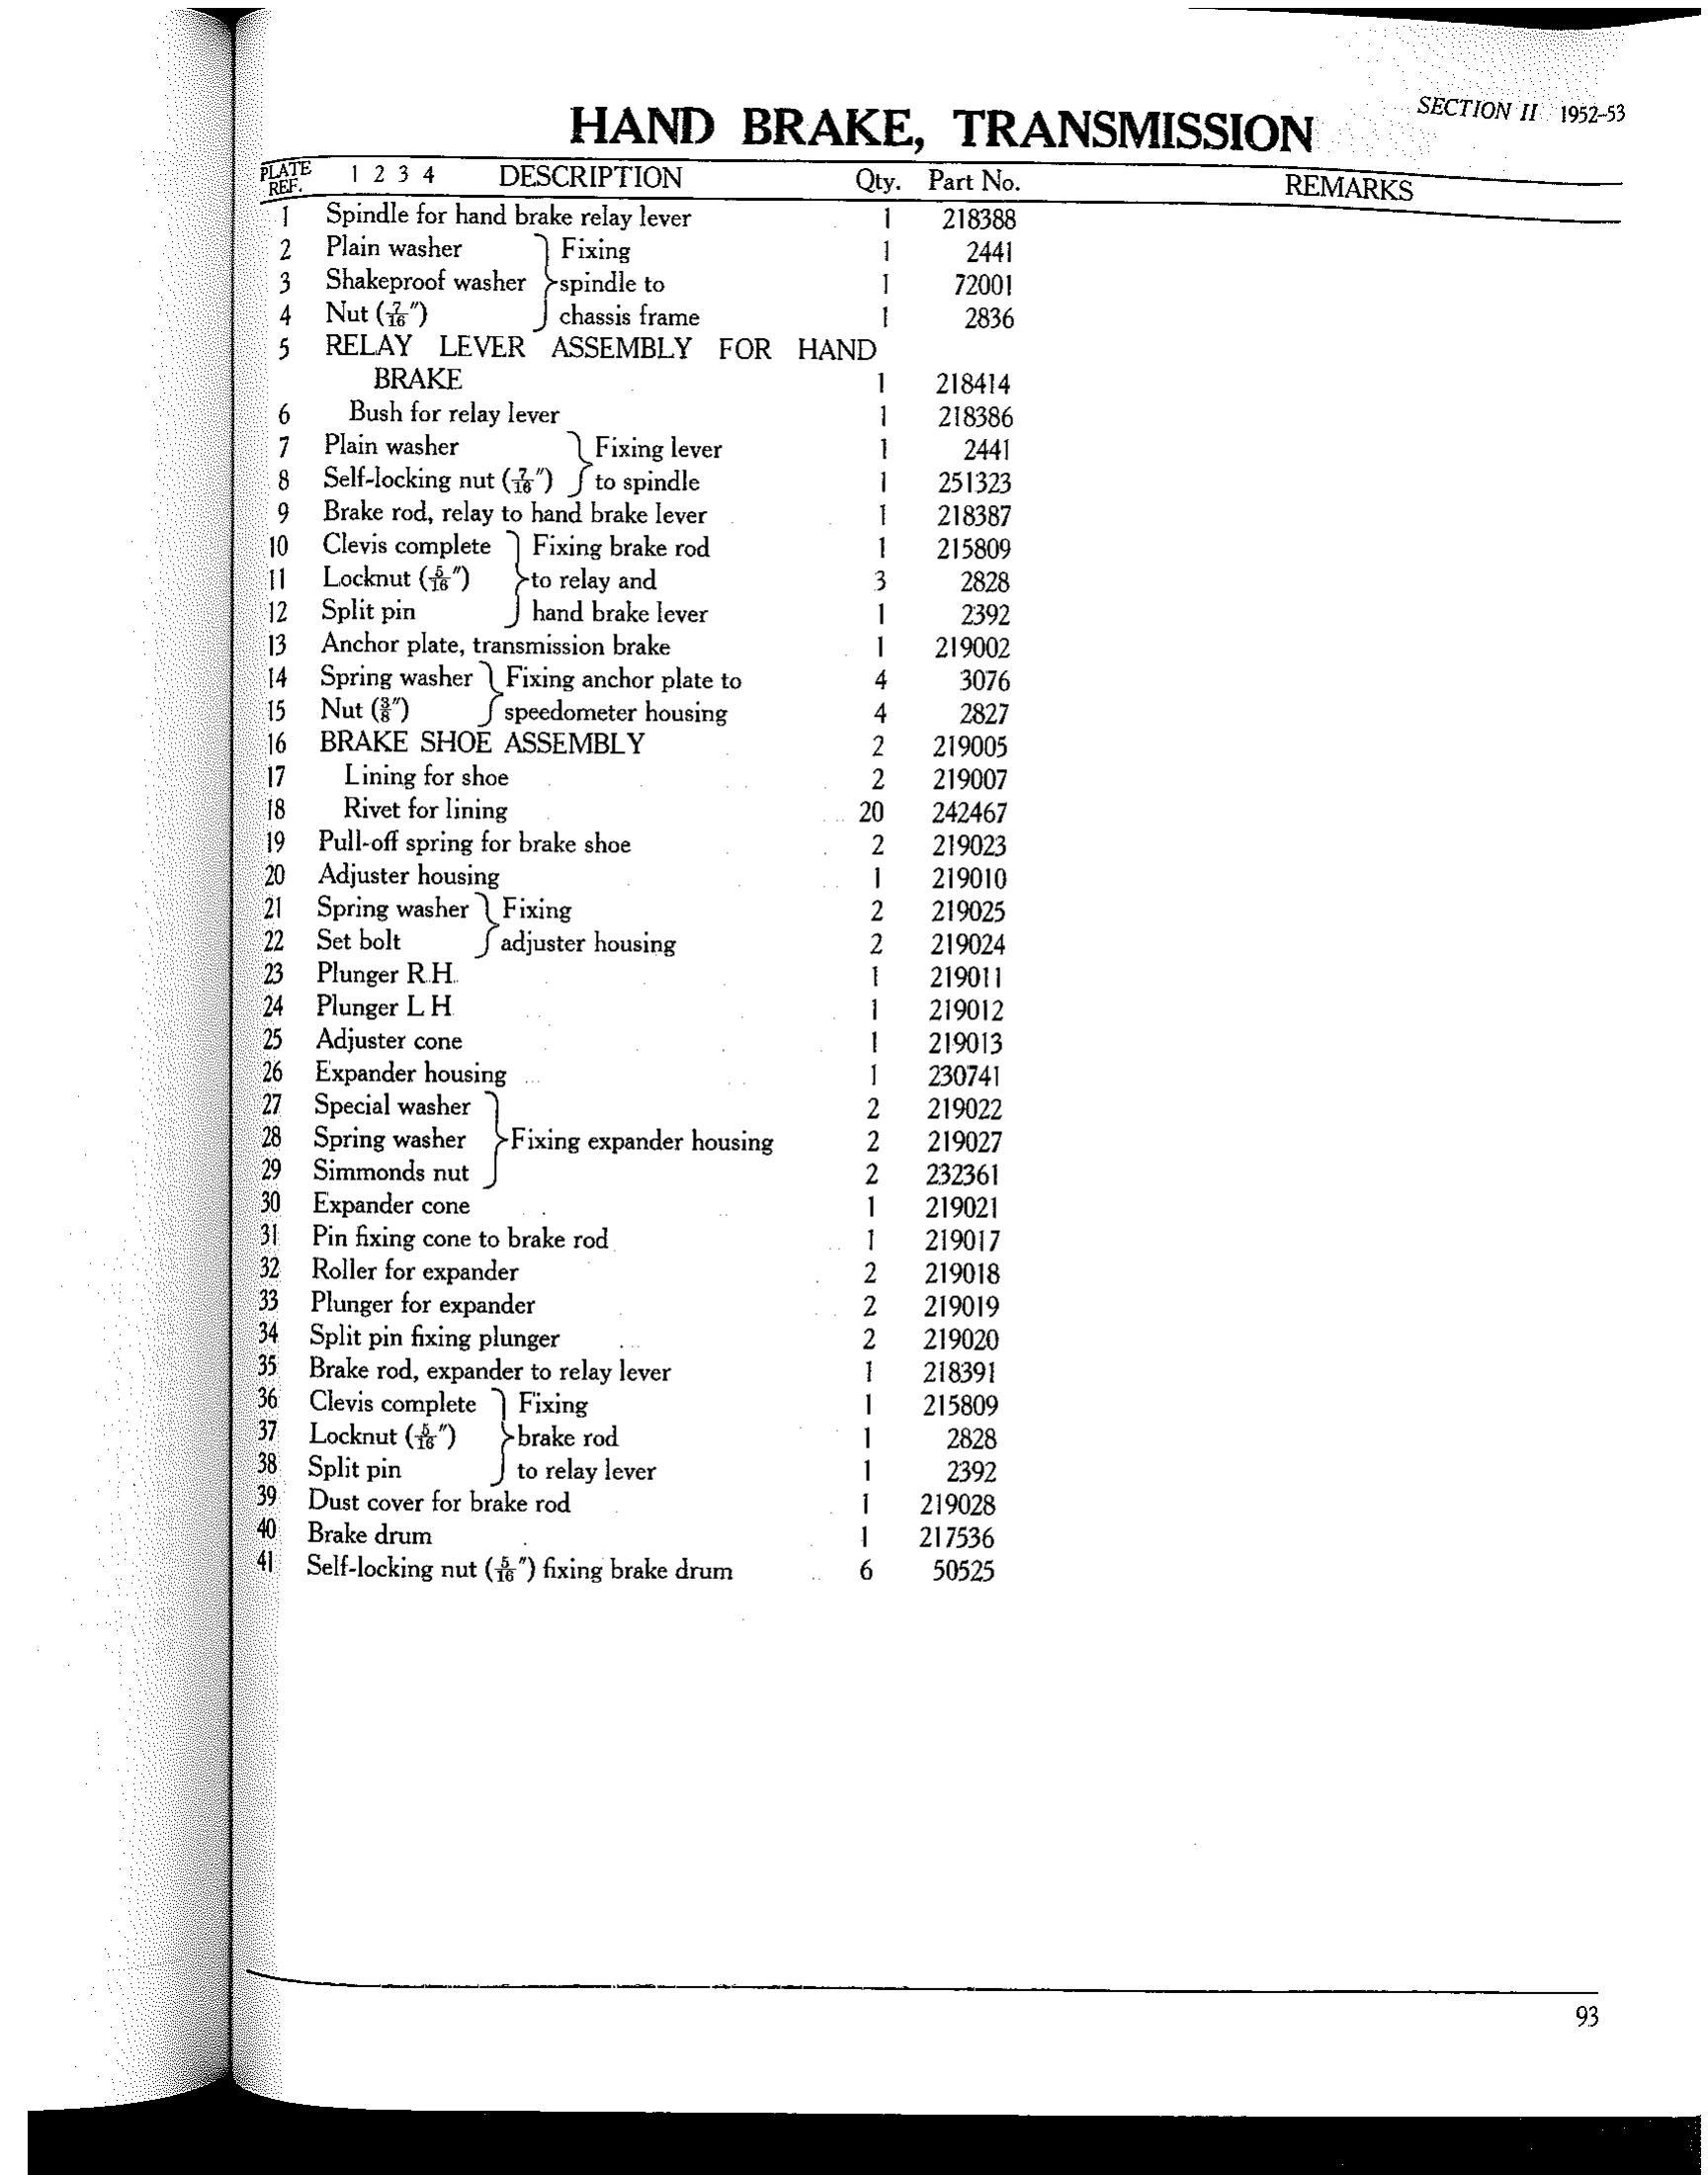 SECTION II 1952-53
HAND BRAKE, TRANSMISSION
PLATE REF. 1 2 3 4 DESCRIPTION Qty. Part No. REMARKS
1 Spindle for hand brake relay lever 1 218388
2 Plain washer } Fixing 1 2441
3 Shakeproof washer } spindle to 1 72001
4 Nut (7/16″) } chassis frame 1 2836
5 RELAY LEVER ASSEMBLY FOR HAND
BRAKE 1 218414
6 Bush for relay lever 1 218386
7 Plain washer } Fixing lever 1 2441
8 Self-locking nut (7/16″) } to spindle 1 251323
9 Brake rod, relay to hand brake lever 1 218387
10 Clevis complete } Fixing brake rod 1 215809
11 Locknut (5/16″) } to relay and 3 2828
12 Split pin } hand brake lever 1 2392
13 Anchor plate, transmission brake 1 219002
14 Spring washer } Fixing anchor plate to 4 3076
15 Nut (3/8″) } speedometer housing 4 2827
16 BRAKE SHOE ASSEMBLY 2 219005
17 Lining for shoe 2 219007
18 Rivet for lining 20 242467
19 Pull-off spring for brake shoe 2 219023
20 Adjuster housing 1 219010
21 Spring washer } Fixing 2 219025
22 Set bolt } adjuster housing 2 219024
23 Plunger R.H. 1 219011
24 Plunger L H 1 219012
25 Adjuster cone 1 219013
26 Expander housing 1 230741
27 Special washer } 2 219022
28 Spring washer } Fixing expander housing 2 219027
29 Simmonds nut } 2 232361
30 Expander cone 1 219021
31 Pin fixing cone to brake rod 1 219017
32 Roller for expander 2 219018
33 Plunger for expander 2 219019
34 Split pin fixing plunger 2 219020
35 Brake rod, expander to relay lever 1 218391
36 Clevis complete } Fixing 1 215809
37 Locknut (5/16″) } brake rod 1 2828
38 Split pin } to relay lever 1 2392
39 Dust cover for brake rod 1 219028
40 Brake drum 1 217536
41 Self-locking nut (5/16″) fixing brake drum 6 50525
93